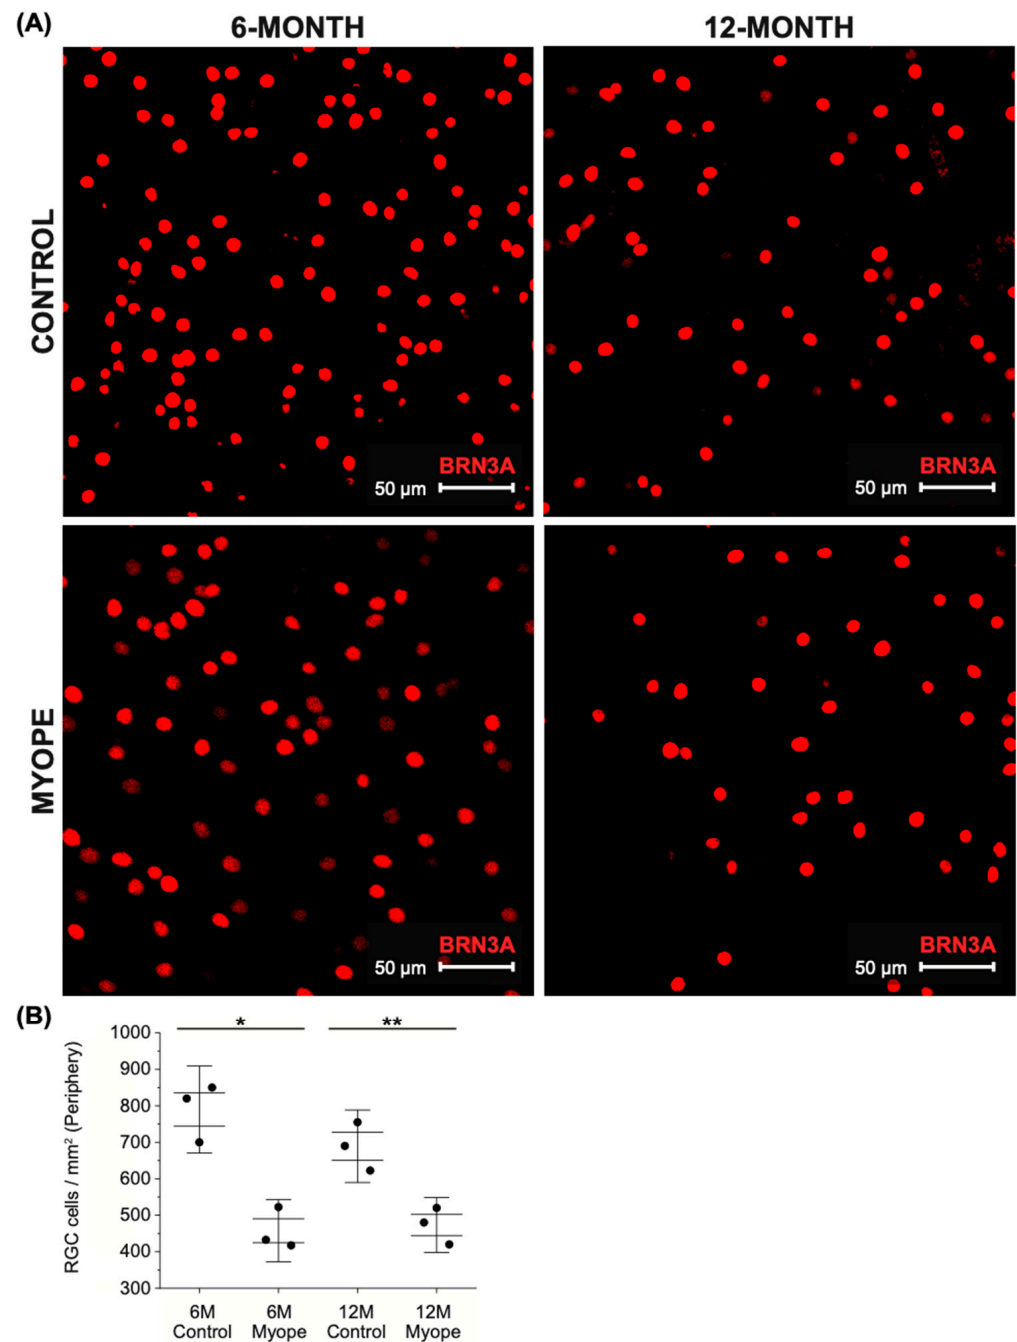 (A)
6-MONTH
12-MONTH
CONTROL
BRN3A
50 µm
BRN3A
50 µm
MYOPE
BRN3A
50 µm
BRN3A
50 µm
(B)
*
**
RGC cells / mm² (Periphery)
1000
900
800
700
600
500
400
300
6M
Control
6M
Myope
12M
Control
12M
Myope